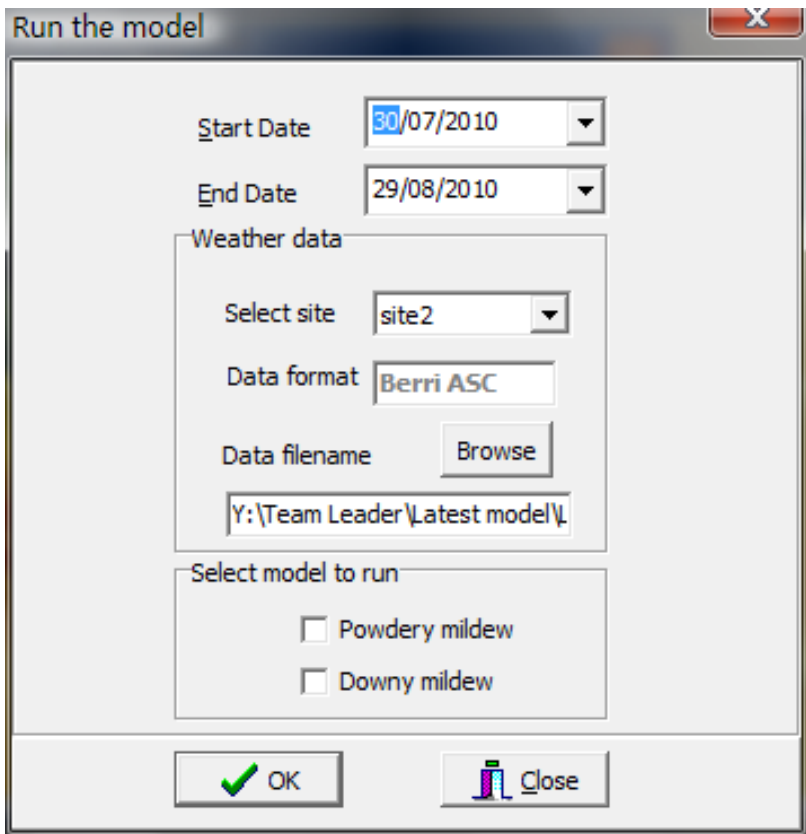 Run the model
Start Date 30/07/2010
End Date 29/08/2010
Weather data
Select site site2
Data format Berri ASC
Data filename Browse
Y:\Team Leader\Latest model\L
Select model to run
Powdery mildew
Downy mildew
OK Close